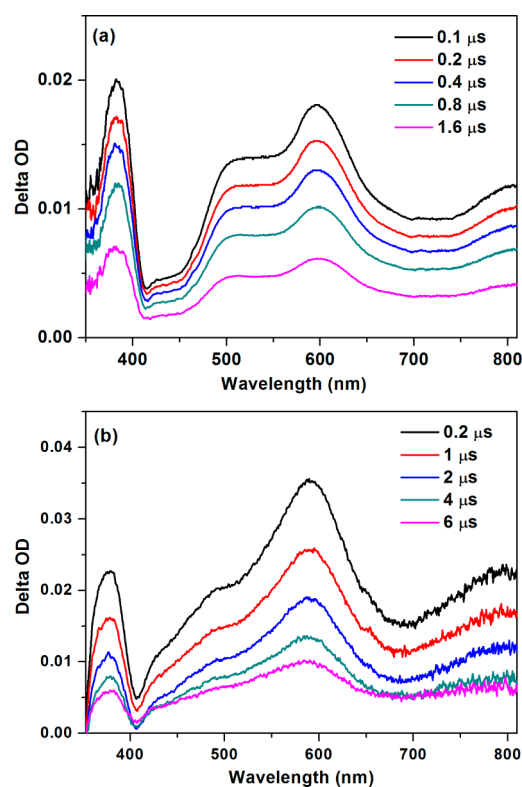 (a)
0.1 μs
0.2 μs
0.4 μs
0.8 μs
1.6 μs
0.02
0.01
0.00
Delta OD
400 500 600 700 800
Wavelength (nm)
(b)
0.2 μs
1 μs
2 μs
4 μs
6 μs
0.04
0.03
0.02
0.01
0.00
Delta OD
400 500 600 700 800
Wavelength (nm)